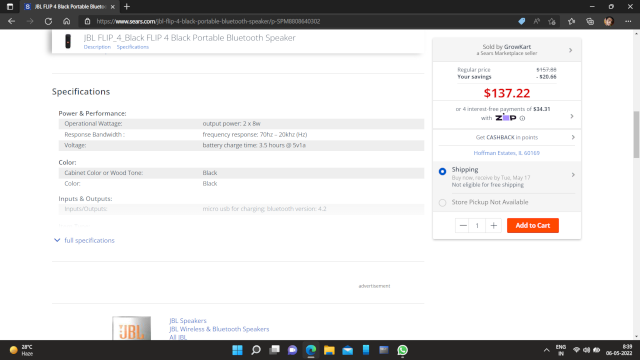 JBL FLIP 4 Black Portable Bluetoot
https://www.sears.com/jbl-flip-4-black-portable-bluetooth-speaker/p-SPM8808640302
JBL FLIP_4_Black FLIP 4 Black Portable Bluetooth Speaker
Description Specifications
Specifications
Power & Performance:
Operational Wattage: output power: 2 x 8w
Response Bandwidth : frequency response: 70hz – 20khz (Hz)
Voltage: battery charge time: 3.5 hours @ 5v1a
Color:
Cabinet Color or Wood Tone: Black
Color: Black
Inputs & Outputs:
Inputs/Outputs: micro usb for charging; bluetooth version: 4.2
full specifications
advertisement
JBL
JBL Speakers
JBL Wireless & Bluetooth Speakers
All JBL
Sold by GrowKart
a Sears Marketplace seller
Regular price $157.88
Your savings - $20.66
$137.22
or 4 interest-free payments of $34.31
with ZIP
Get CASHBACK in points
Hoffman Estates, IL 60169
Shipping
Buy now, receive by Tue, May 17
Not eligible for free shipping
Store Pickup Not Available
1
Add to Cart
28°C
Haze
ENG
IN
8:39
06-05-2022